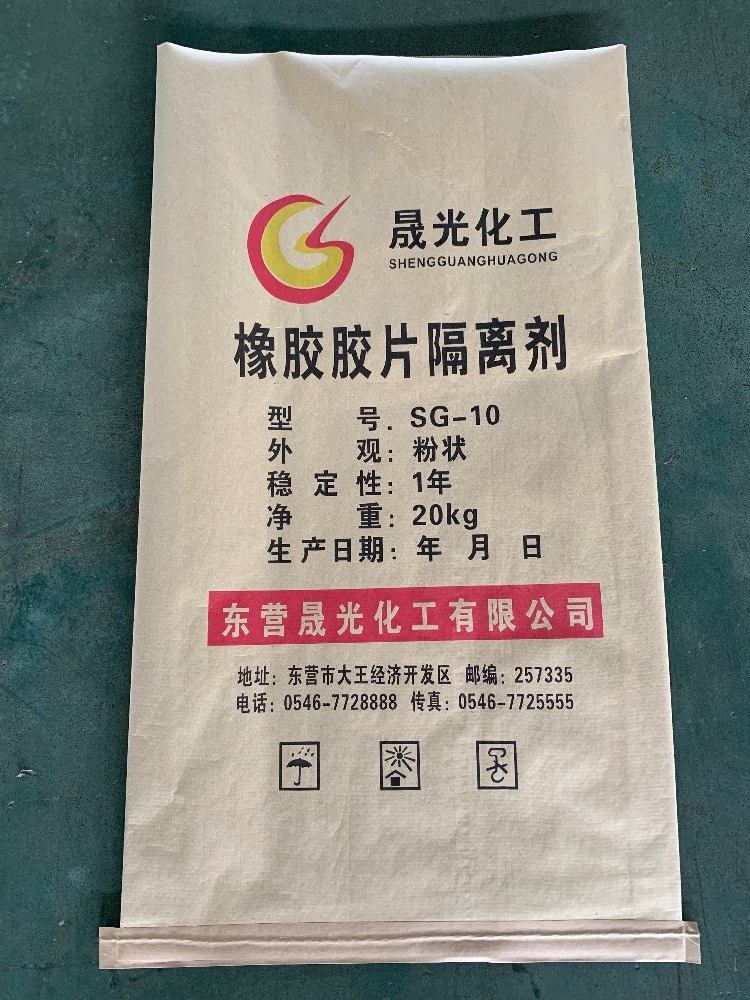 晟光化工
SHENGGUANGHUAGONG
橡胶胶片隔离剂
型 号: SG-10
外 观: 粉状
稳 定 性: 1年
净 重: 20kg
生产日期: 年 月 日
东营晟光化工有限公司
地址: 东营市大王经济开发区 邮编: 257335
电话: 0546-7728888 传真: 0546-7725555